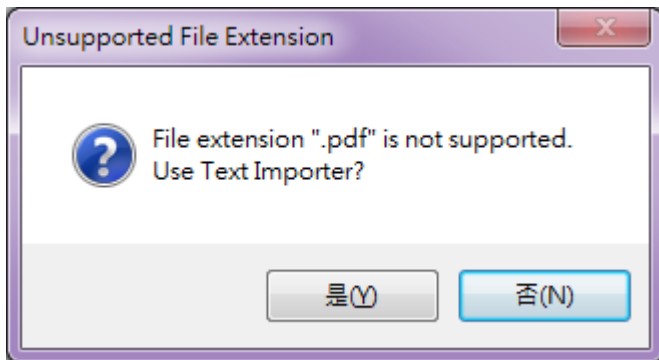 Unsupported File Extension
File extension ".pdf" is not supported.
Use Text Importer?
是(Y)
否(N)